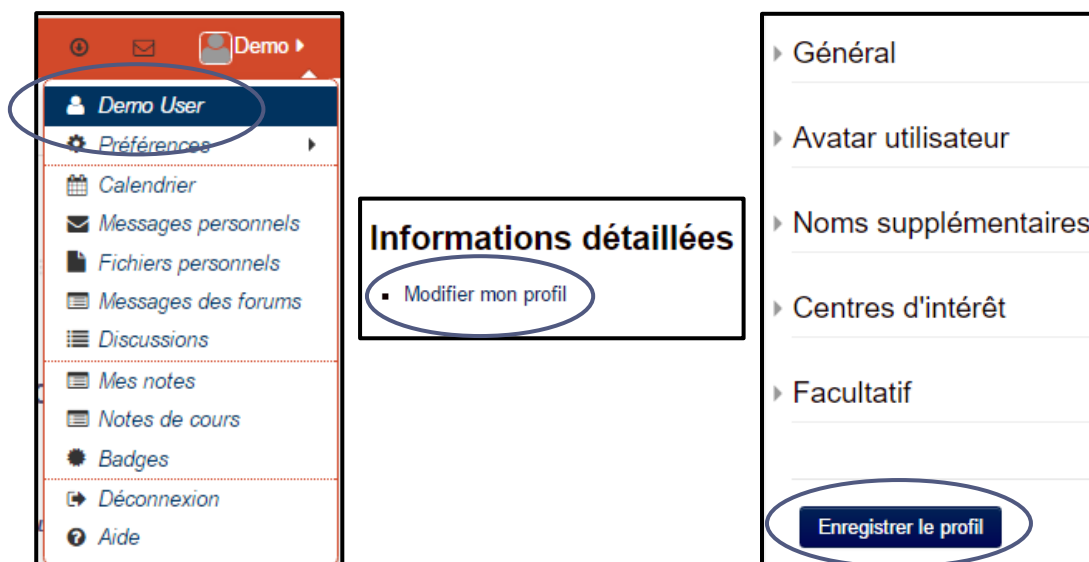 Demo
Demo User
Préférences
Calendrier
Messages personnels
Fichiers personnels
Messages des forums
Discussions
Mes notes
Notes de cours
Badges
Déconnexion
Aide
Informations détaillées
Modifier mon profil
Général
Avatar utilisateur
Noms supplémentaires
Centres d'intérêt
Facultatif
Enregistrer le profil